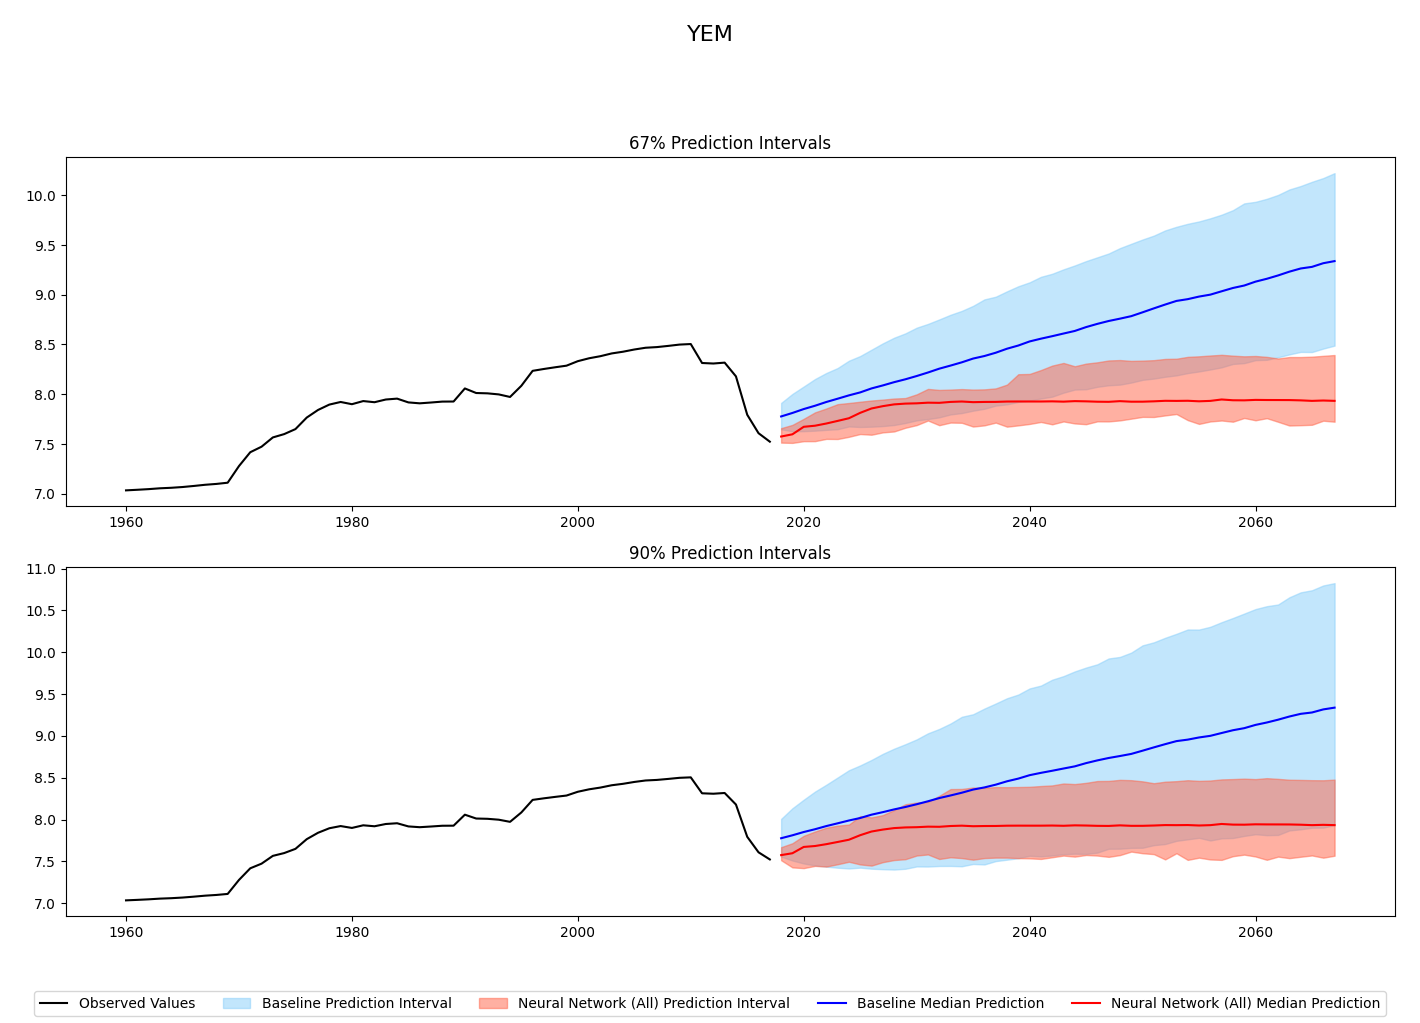 YEM
67% Prediction Intervals
10.0
9.5
9.0
8.5
8.0
7.5
7.0
1960 1980 2000 2020 2040 2060
90% Prediction Intervals
11.0
10.5
10.0
9.5
9.0
8.5
8.0
7.5
7.0
1960 1980 2000 2020 2040 2060
Observed Values Baseline Prediction Interval Neural Network (All) Prediction Interval Baseline Median Prediction Neural Network (All) Median Prediction